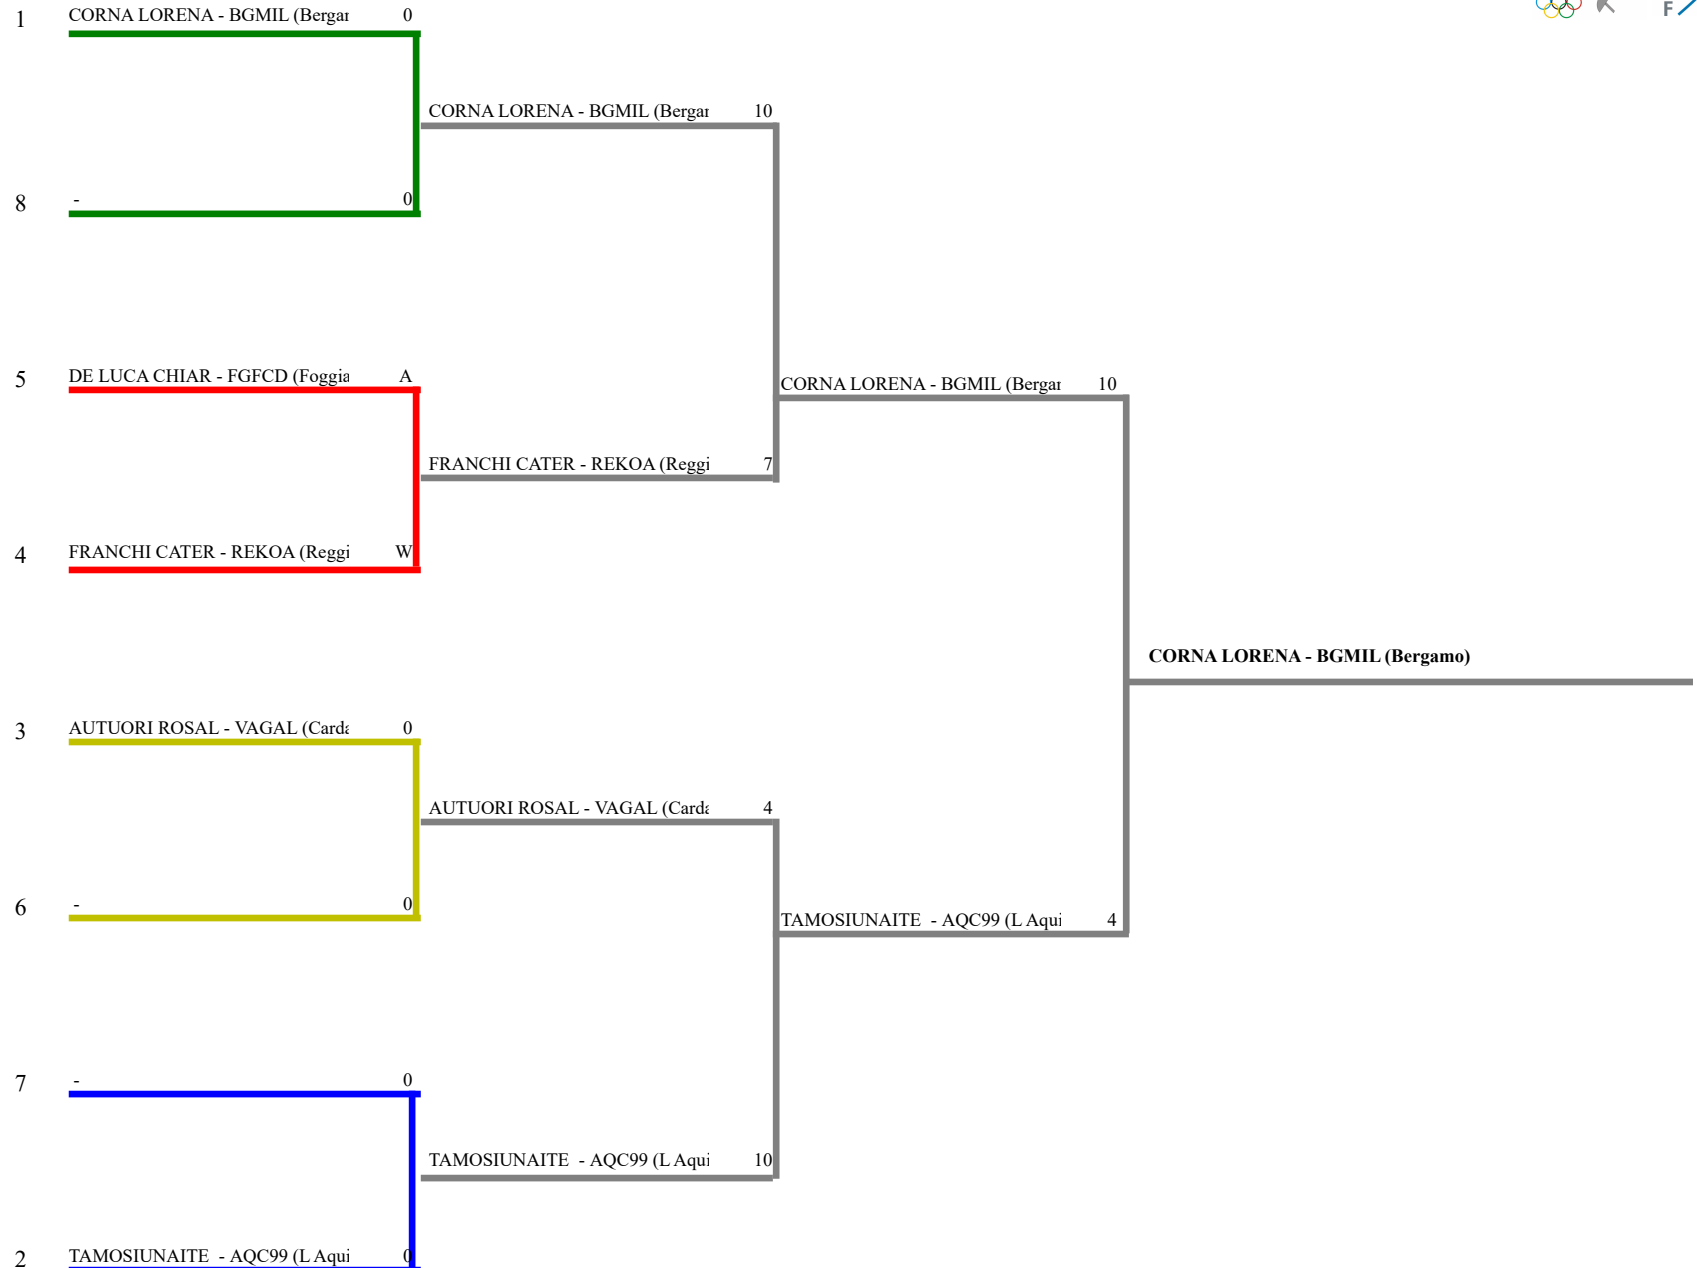 F
1 CORNA LORENA - BGMIL (Bergar 0
CORNA LORENA - BGMIL (Bergar 10
8 - 0
5 DE LUCA CHIAR - FGFCD (Foggia A
CORNA LORENA - BGMIL (Bergar 10
FRANCHI CATER - REKOA (Reggi 7
4 FRANCHI CATER - REKOA (Reggi W
CORNA LORENA - BGMIL (Bergamo)
3 AUTUORI ROSAL - VAGAL (Carda 0
AUTUORI ROSAL - VAGAL (Carda 4
6 - 0
TAMOSIUNAITE - AQC99 (L Aqui 4
7 - 0
TAMOSIUNAITE - AQC99 (L Aqui 10
2 TAMOSIUNAITE - AQC99 (L Aqui 0